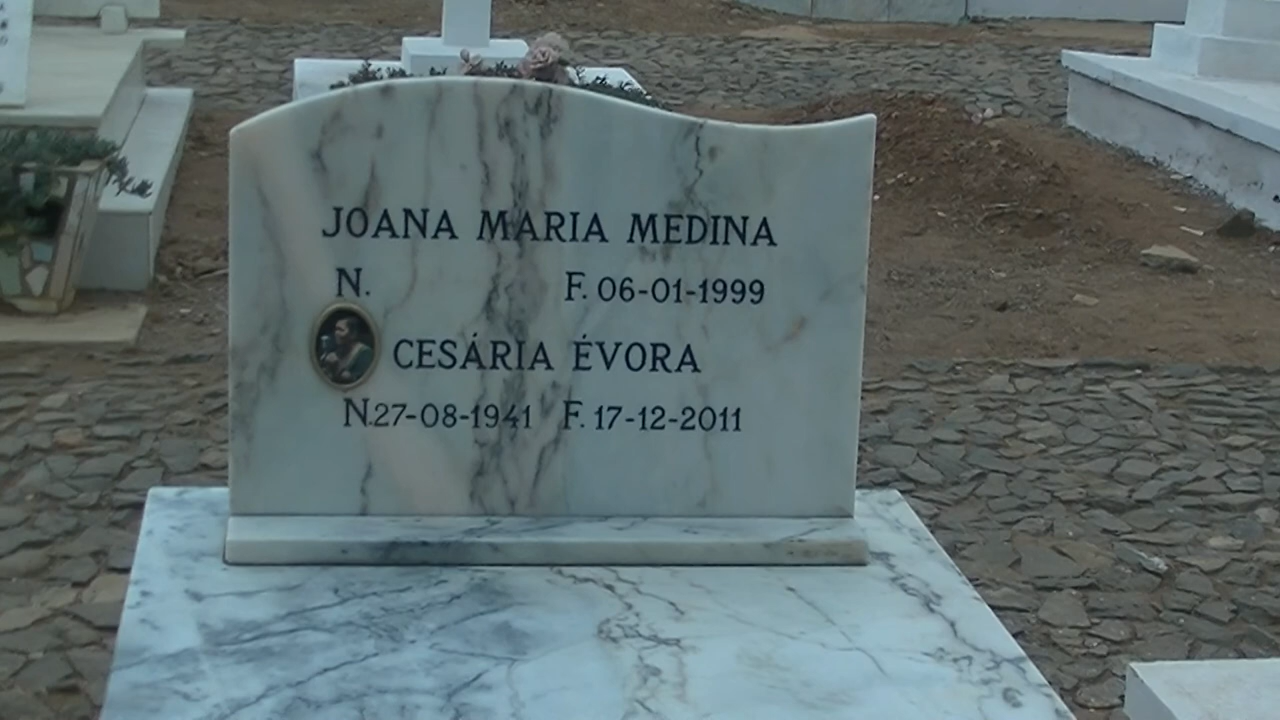 JOANA MARIA MEDINA
N. F. 06-01-1999
CESÁRIA ÉVORA
N.27-08-1941 F. 17-12-2011